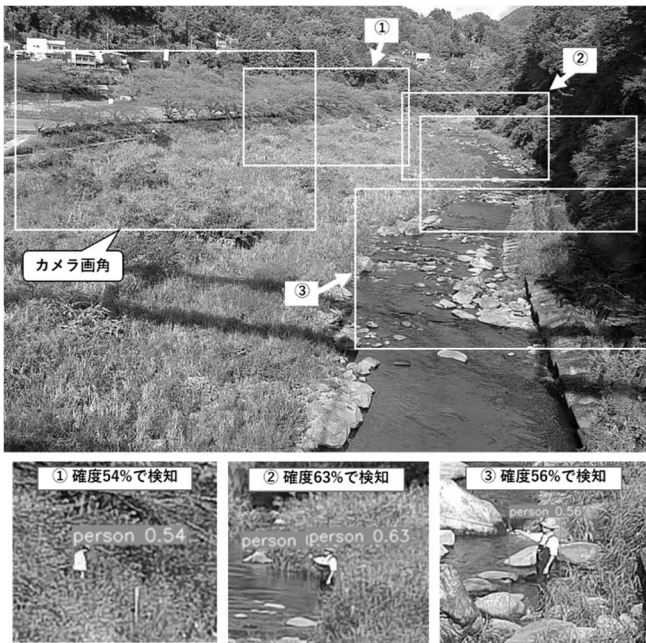 ①
②
カメラ画角
③
① 確度54%で検知
② 確度63%で検知
③ 確度56%で検知
person 0.54
person
person 0.63
person 0.56